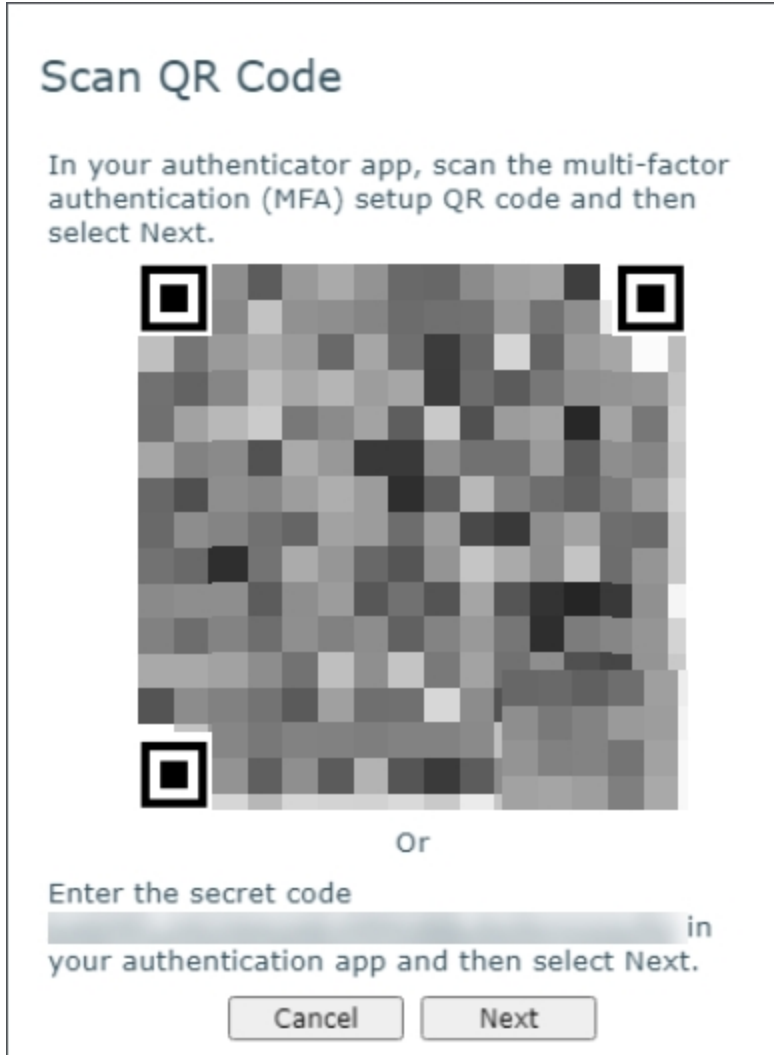 Scan QR Code
In your authenticator app, scan the multi-factor
authentication (MFA) setup QR code and then
select Next.
Or
Enter the secret code
in
your authentication app and then select Next.
Cancel
Next